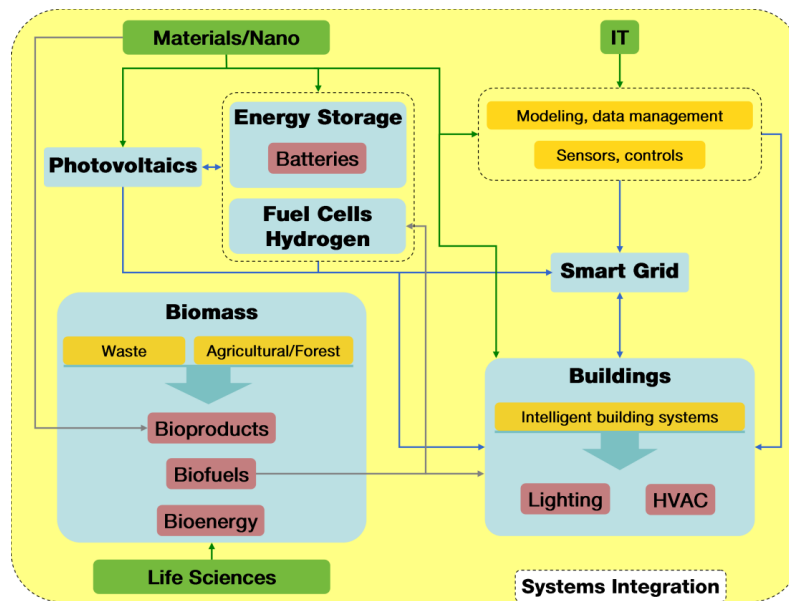 Materials/Nano
IT
Energy Storage
Batteries
Modeling, data management
Sensors, controls
Photovoltaics
Fuel Cells
Hydrogen
Smart Grid
Biomass
Waste
Agricultural/Forest
Bioproducts
Biofuels
Bioenergy
Buildings
Intelligent building systems
Lighting
HVAC
Life Sciences
Systems Integration